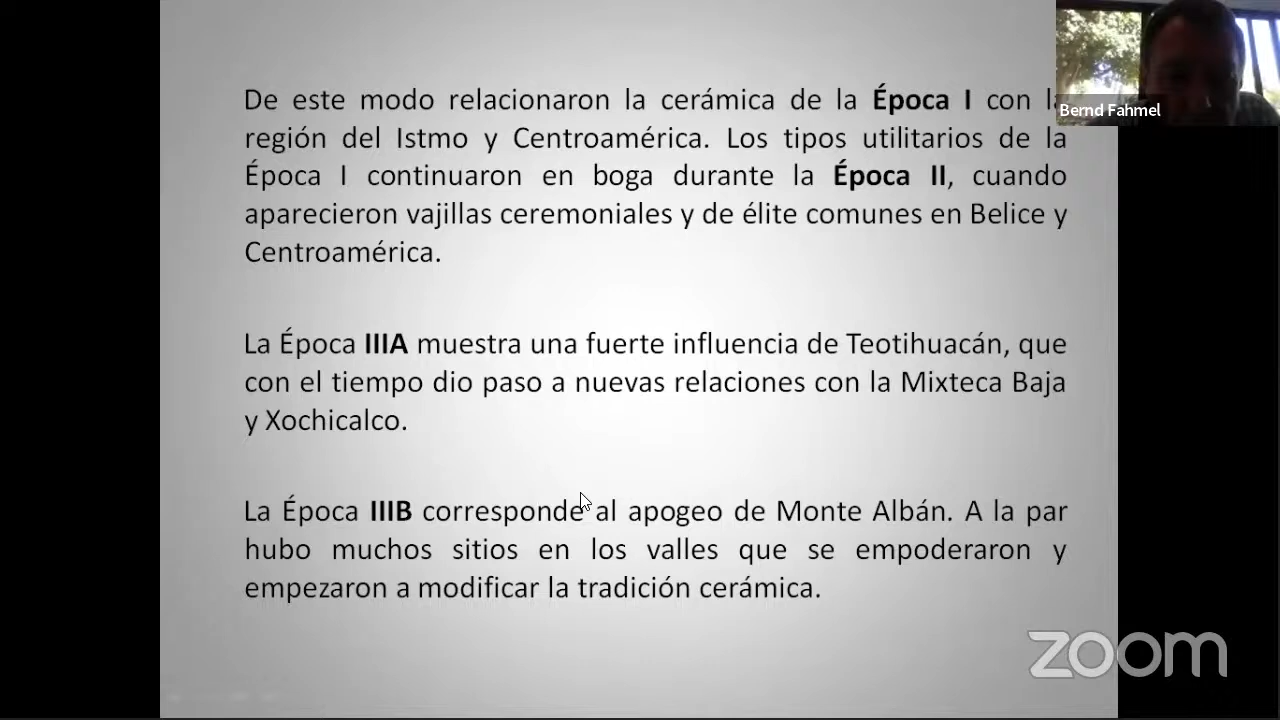 De este modo relacionaron la cerámica de la Época I con la
región del Istmo y Centroamérica. Los tipos utilitarios de la
Época I continuaron en boga durante la Época II, cuando
aparecieron vajillas ceremoniales y de élite comunes en Belice y
Centroamérica.
La Época IIIA muestra una fuerte influencia de Teotihuacán, que
con el tiempo dio paso a nuevas relaciones con la Mixteca Baja
y Xochicalco.
La Época IIIB corresponde al apogeo de Monte Albán. A la par
hubo muchos sitios en los valles que se empoderaron y
empezaron a modificar la tradición cerámica.
Bernd Fahmel
zoom